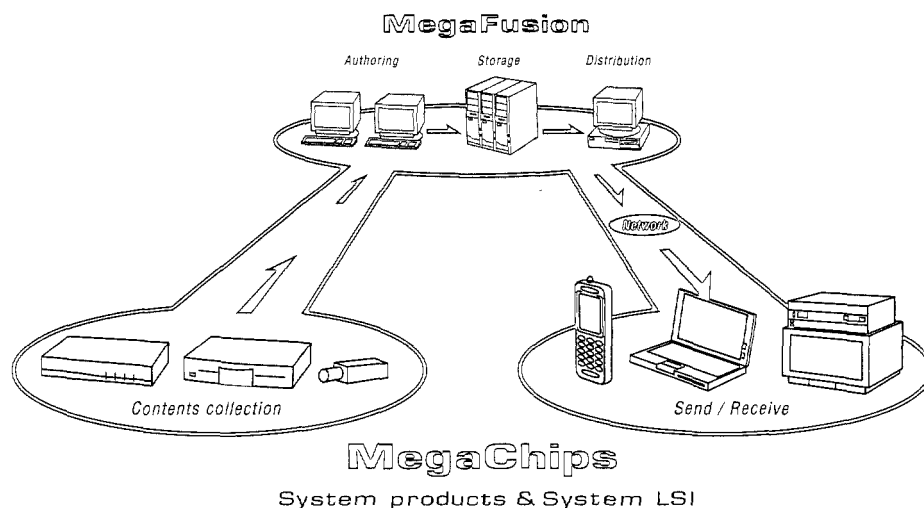 MegaFusion
Authoring Storage Distribution
Network
Contents collection
Send / Receive
MegaChips
System products & System LSI